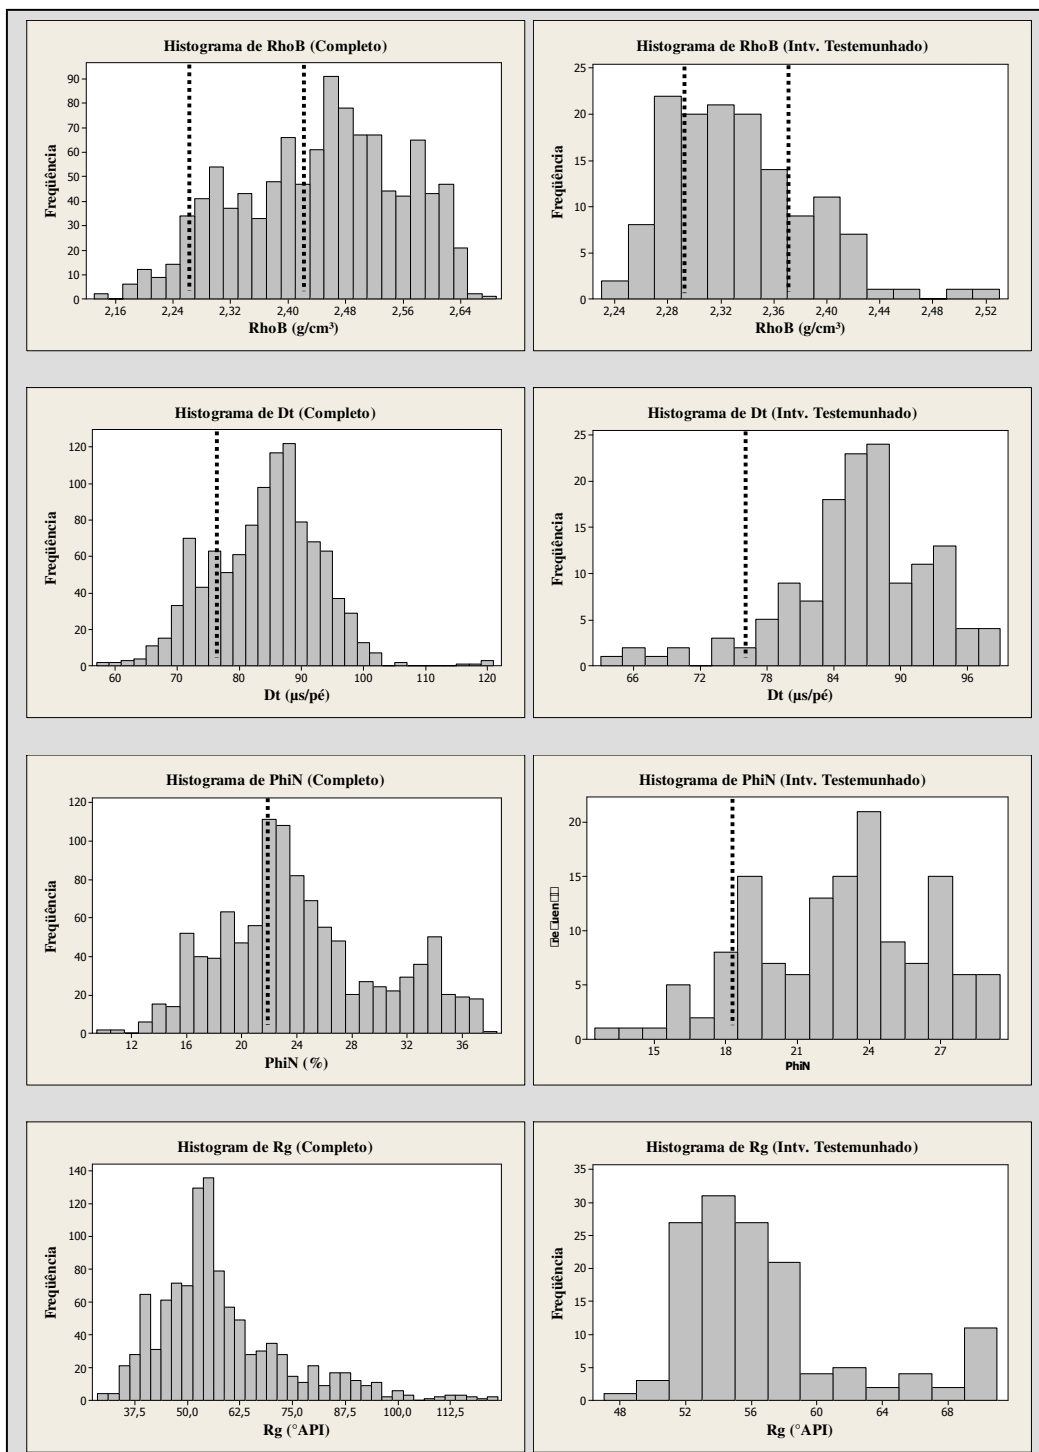 Histograma de RhoB (Completo)
Freqüência
90
80
70
60
50
40
30
20
10
0
2,16 2,24 2,32 2,40 2,48 2,56 2,64
RhoB (g/cm³)
Histograma de RhoB (Intv. Testemunhado)
Freqüência
25
20
15
10
5
0
2,24 2,28 2,32 2,36 2,40 2,44 2,48 2,52
RhoB (g/cm³)
Histograma de Dt (Completo)
Freqüência
120
100
80
60
40
20
0
60 70 80 90 100 110 120
Dt (µs/pé)
Histograma de Dt (Intv. Testemunhado)
Freqüência
25
20
15
10
5
0
66 72 78 84 90 96
Dt (µs/pé)
Histograma de PhiN (Completo)
Freqüência
120
100
80
60
40
20
0
12 16 20 24 28 32 36
PhiN (%)
Histograma de PhiN (Intv. Testemunhado)
20
15
10
5
0
15 18 21 24 27
PhiN
Histogram de Rg (Completo)
Freqüência
140
120
100
80
60
40
20
0
37,5 50,0 62,5 75,0 87,5 100,0 112,5
Rg (°API)
Histograma de Rg (Intv. Testemunhado)
Freqüência
35
30
25
20
15
10
5
0
48 52 56 60 64 68
Rg (°API)